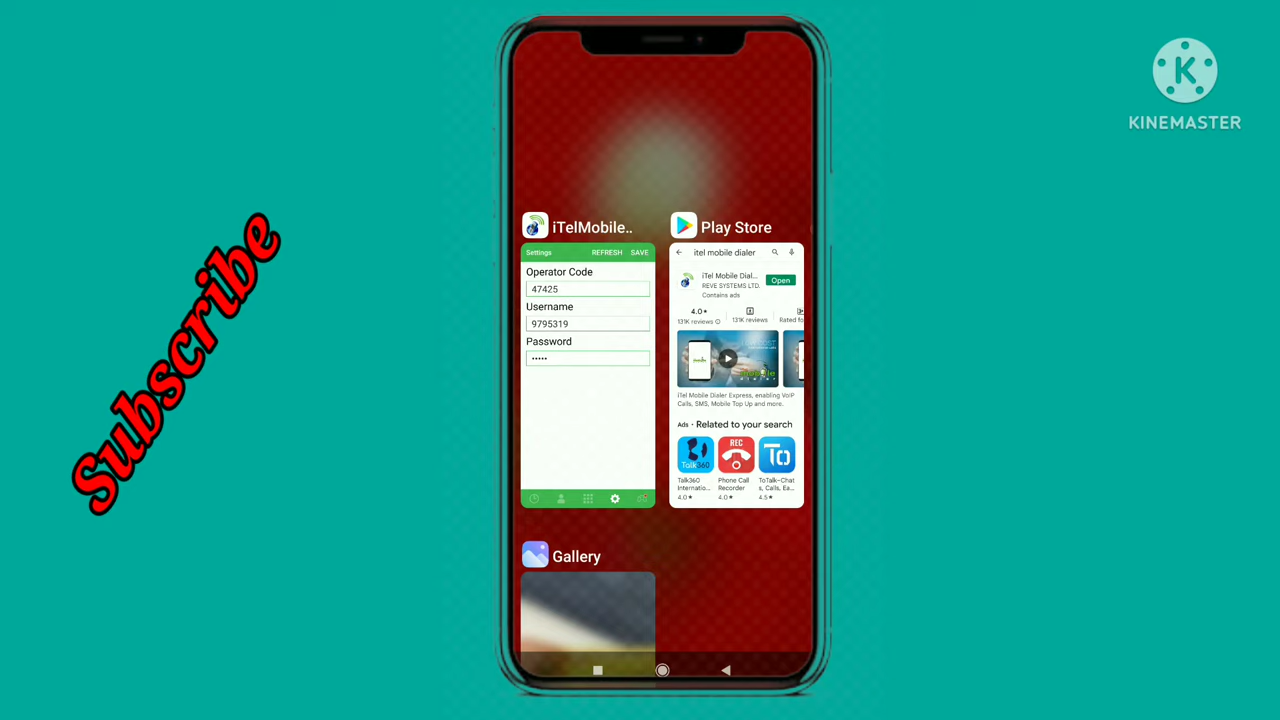 Subscribe
KINEMASTER
iTelMobile..
Settings REFRESH SAVE
Operator Code
47425
Username
9795319
Password
•••••
Play Store
itel mobile dialer
iTel Mobile Dial...
REVE SYSTEMS LTD.
Contains ads
Open
4.0★
131K reviews
131K reviews
Rated fo
iTel Mobile Dialer Express, enabling VoIP
Calls, SMS, Mobile Top Up and more.
Ads • Related to your search
Talk360
REC
To
Talk360
Internatio...
4.0★
Phone Call
Recorder
4.0★
ToTalk–Chat
s, Calls, Ea...
4.5★
Gallery